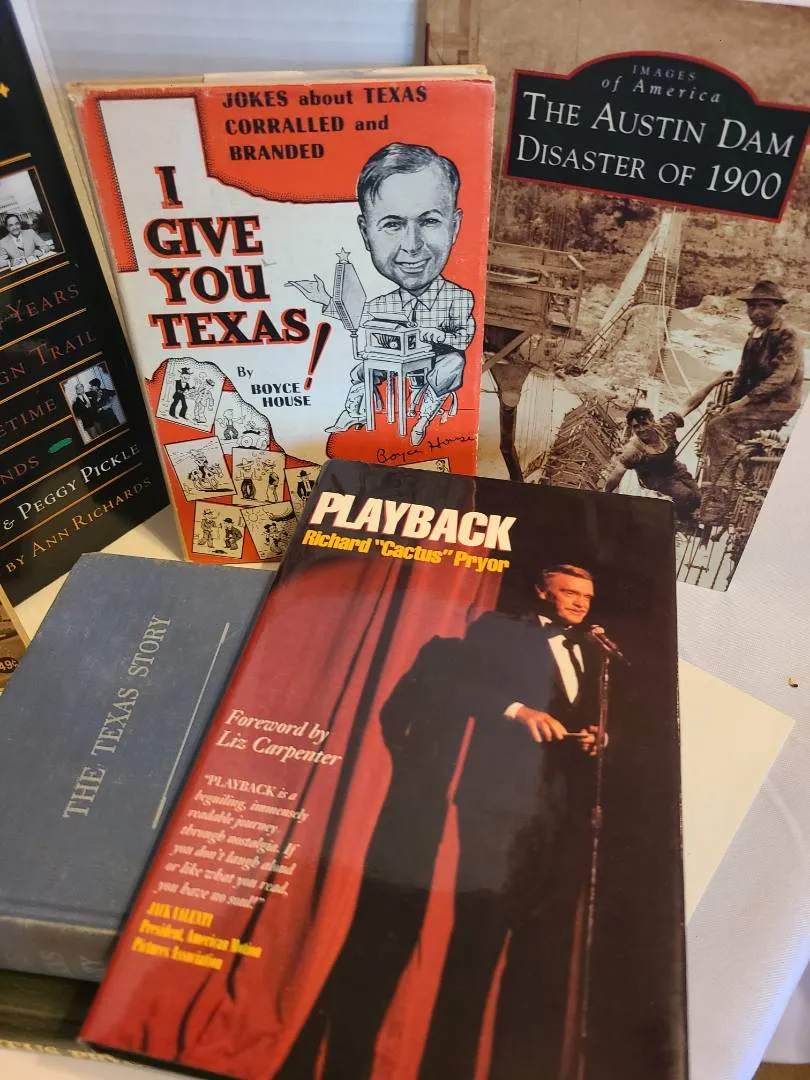 YEARS
GN TRAIL
ETIME
NDS
& PEGGY PICKLE
BY ANN RICHARDS
JOKES about TEXAS
CORRALLED and
BRANDED
I
GIVE
YOU
TEXAS!
By
BOYCE
HOUSE
Boyce House
IMAGES
of America
THE AUSTIN DAM
DISASTER OF 1900
THE TEXAS STORY
PLAYBACK
Richard "Cactus" Pryor
Foreword by
Liz Carpenter
"PLAYBACK is a
beguiling, immensely
readable journey
through nostalgia. If
you don't laugh aloud
or like what you read,
you have no soul!"
JACK VALENTI
President, American Motion
Pictures Association